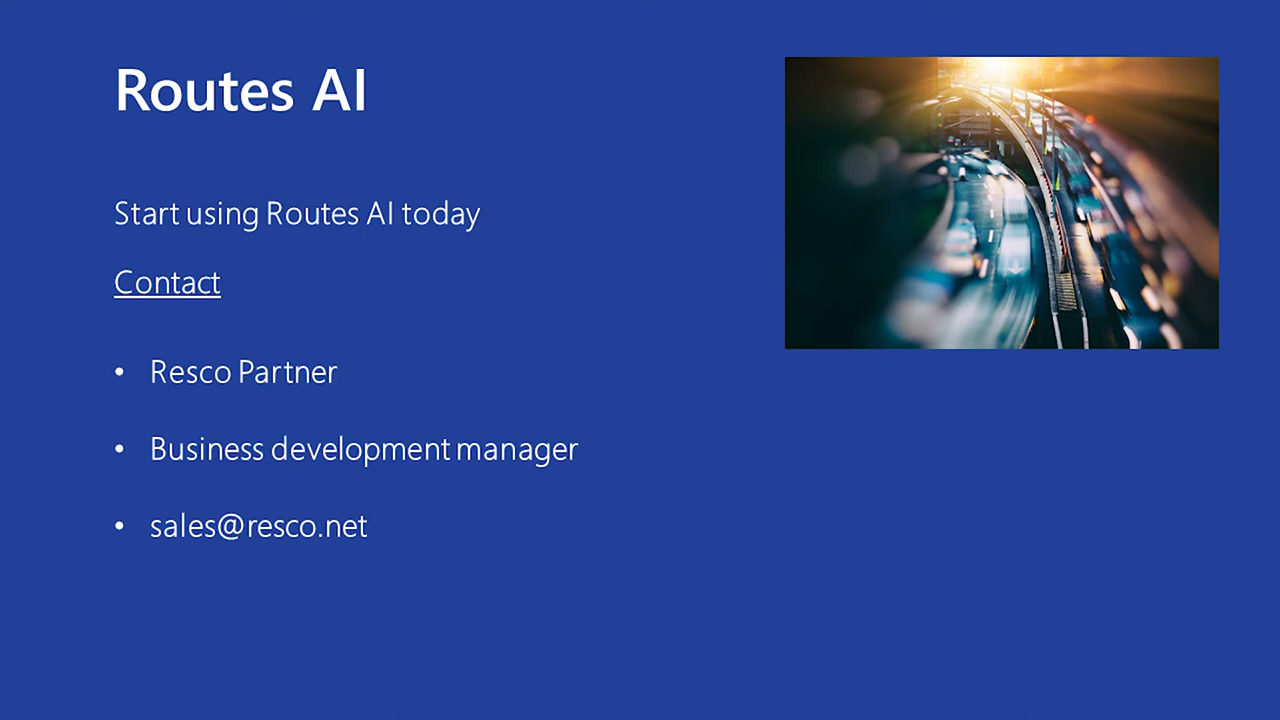 Routes AI
Start using Routes AI today
Contact
• Resco Partner
• Business development manager
• sales@resco.net